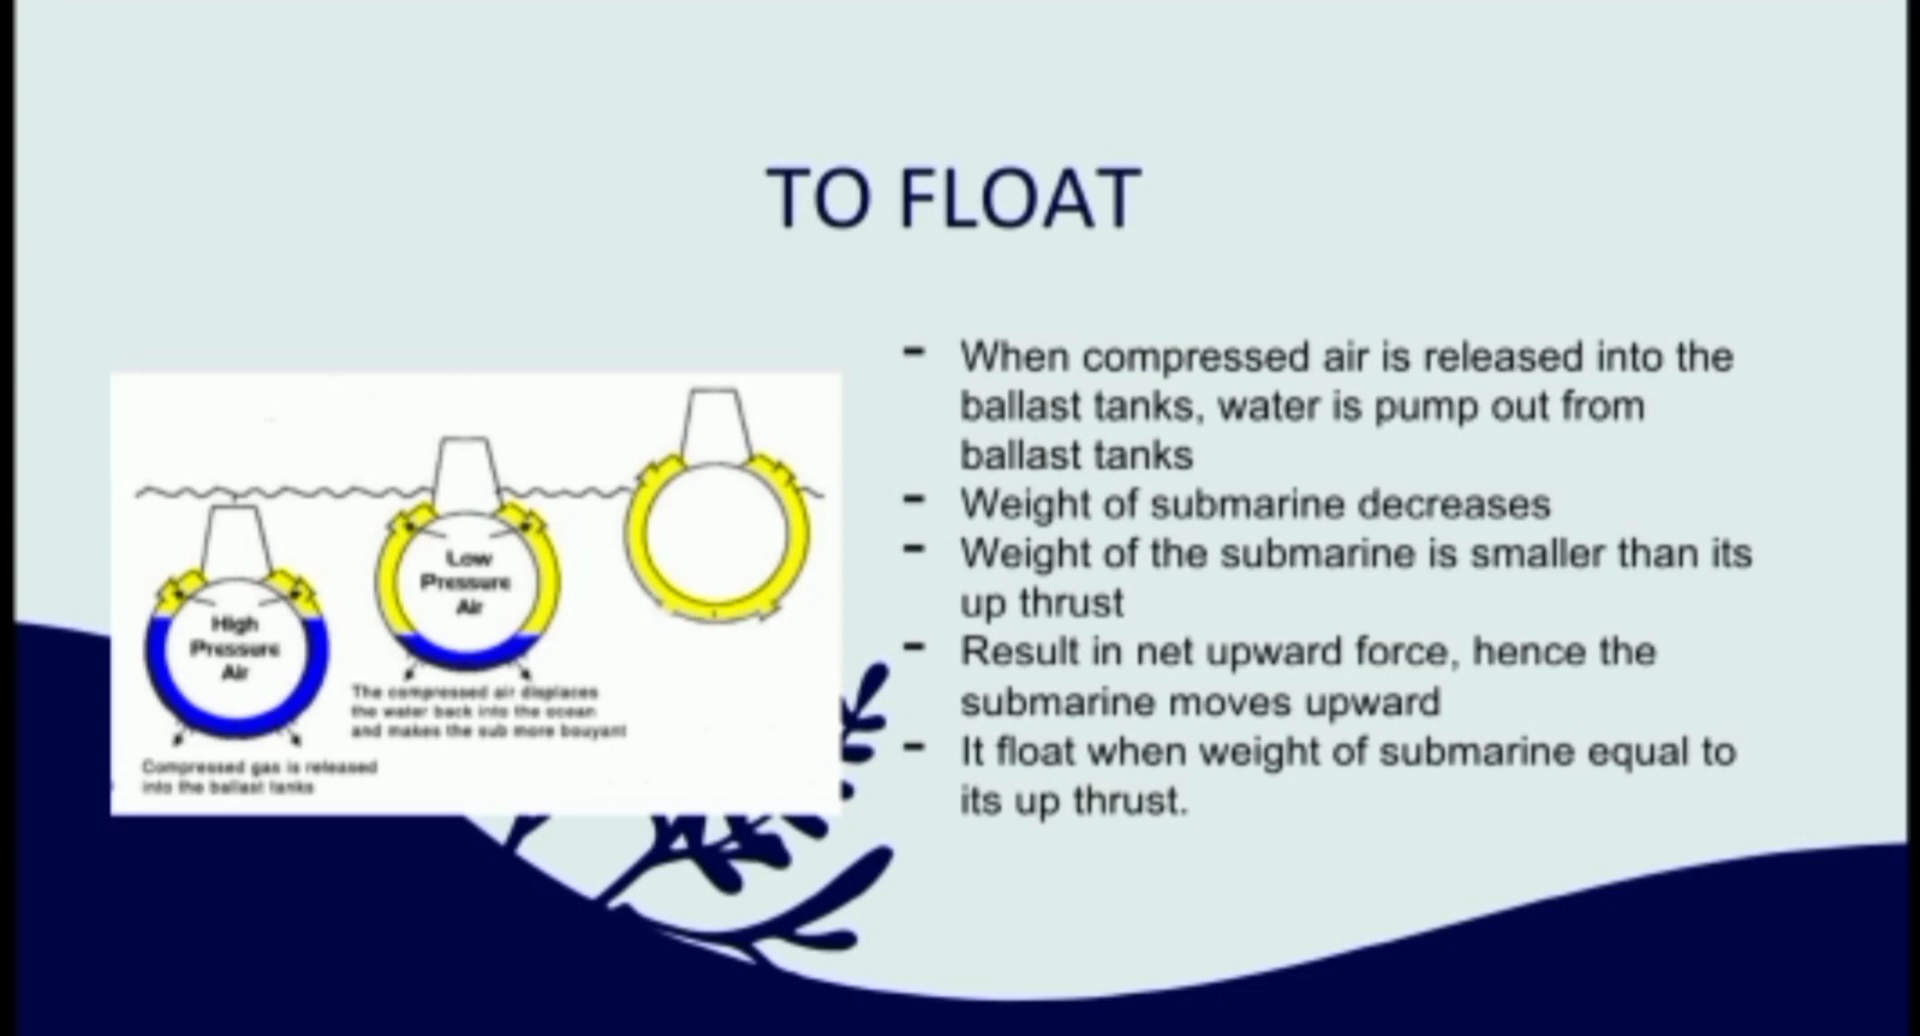 TO FLOAT
- When compressed air is released into the
ballast tanks, water is pump out from
ballast tanks
- Weight of submarine decreases
- Weight of the submarine is smaller than its
up thrust
- Result in net upward force, hence the
submarine moves upward
- It float when weight of submarine equal to
its up thrust.
High
Pressure
Air
Compressed gas is released
into the ballast tanks
Low
Pressure
Air
The compressed air displaces
the water back into the ocean
and makes the sub more bouyant